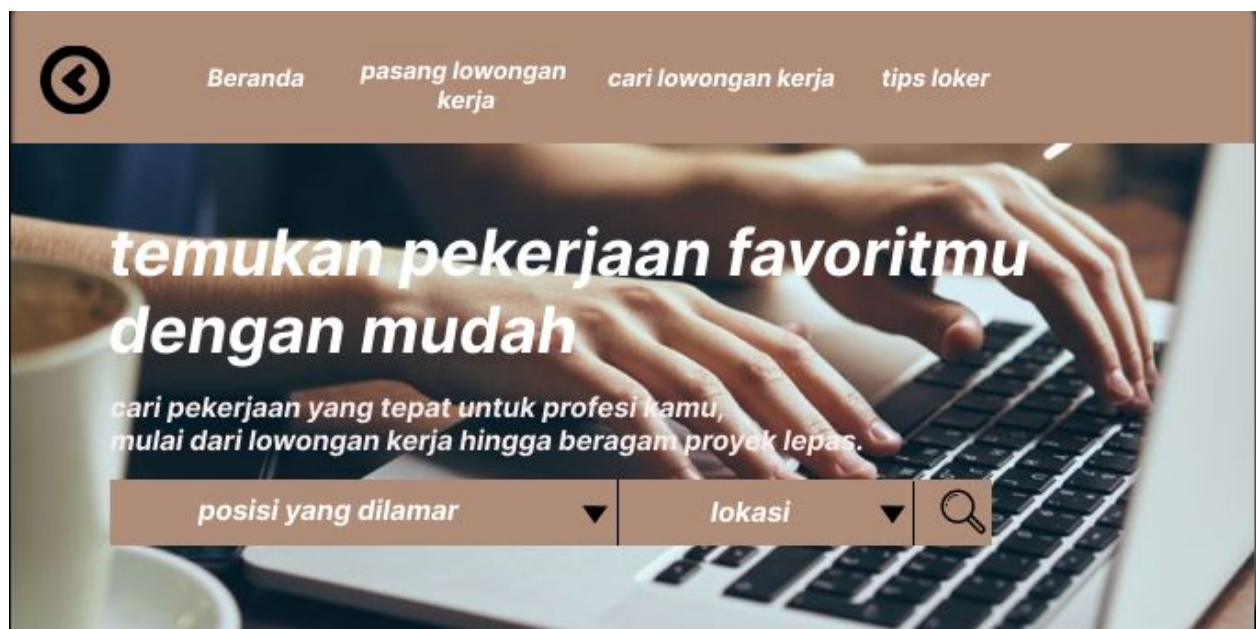 Beranda
pasang lowongan
kerja
cari lowongan kerja
tips loker
temukan pekerjaan favoritmu
dengan mudah
cari pekerjaan yang tepat untuk profesi kamu,
mulai dari lowongan kerja hingga beragam proyek lepas.
posisi yang dilamar
lokasi